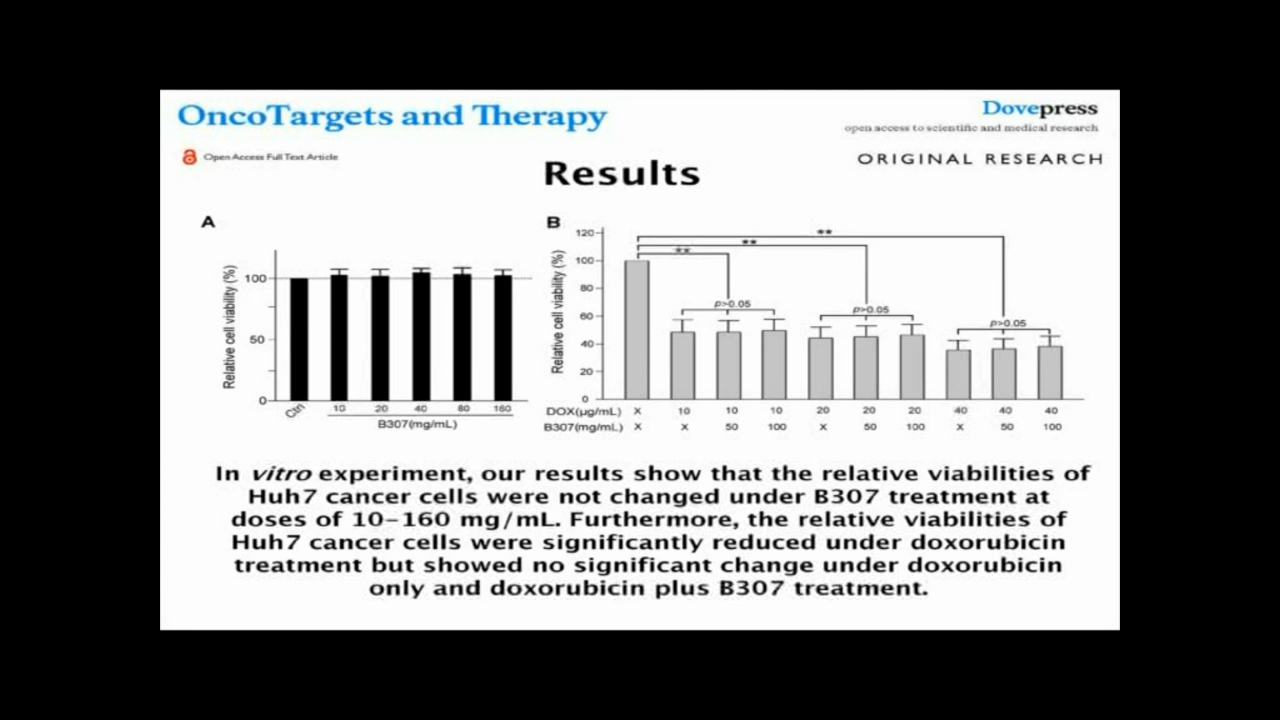 OncoTargets and Therapy
Dovepress
open access to scientific and medical research
Open Access Full Text Article
ORIGINAL RESEARCH
Results
A
Relative cell viability (%)
100
50
0
Ctrl 10 20 40 80 160
B307(mg/mL)
B
Relative cell viability (%)
120
100
80
60
40
20
0
**
**
**
p>0.05
p>0.05
p>0.05
DOX(µg/mL) X 10 10 10 20 20 20 40 40 40
B307(mg/mL) X X 50 100 X 50 100 X 50 100
In vitro experiment, our results show that the relative viabilities of
Huh7 cancer cells were not changed under B307 treatment at
doses of 10–160 mg/mL. Furthermore, the relative viabilities of
Huh7 cancer cells were significantly reduced under doxorubicin
treatment but showed no significant change under doxorubicin
only and doxorubicin plus B307 treatment.